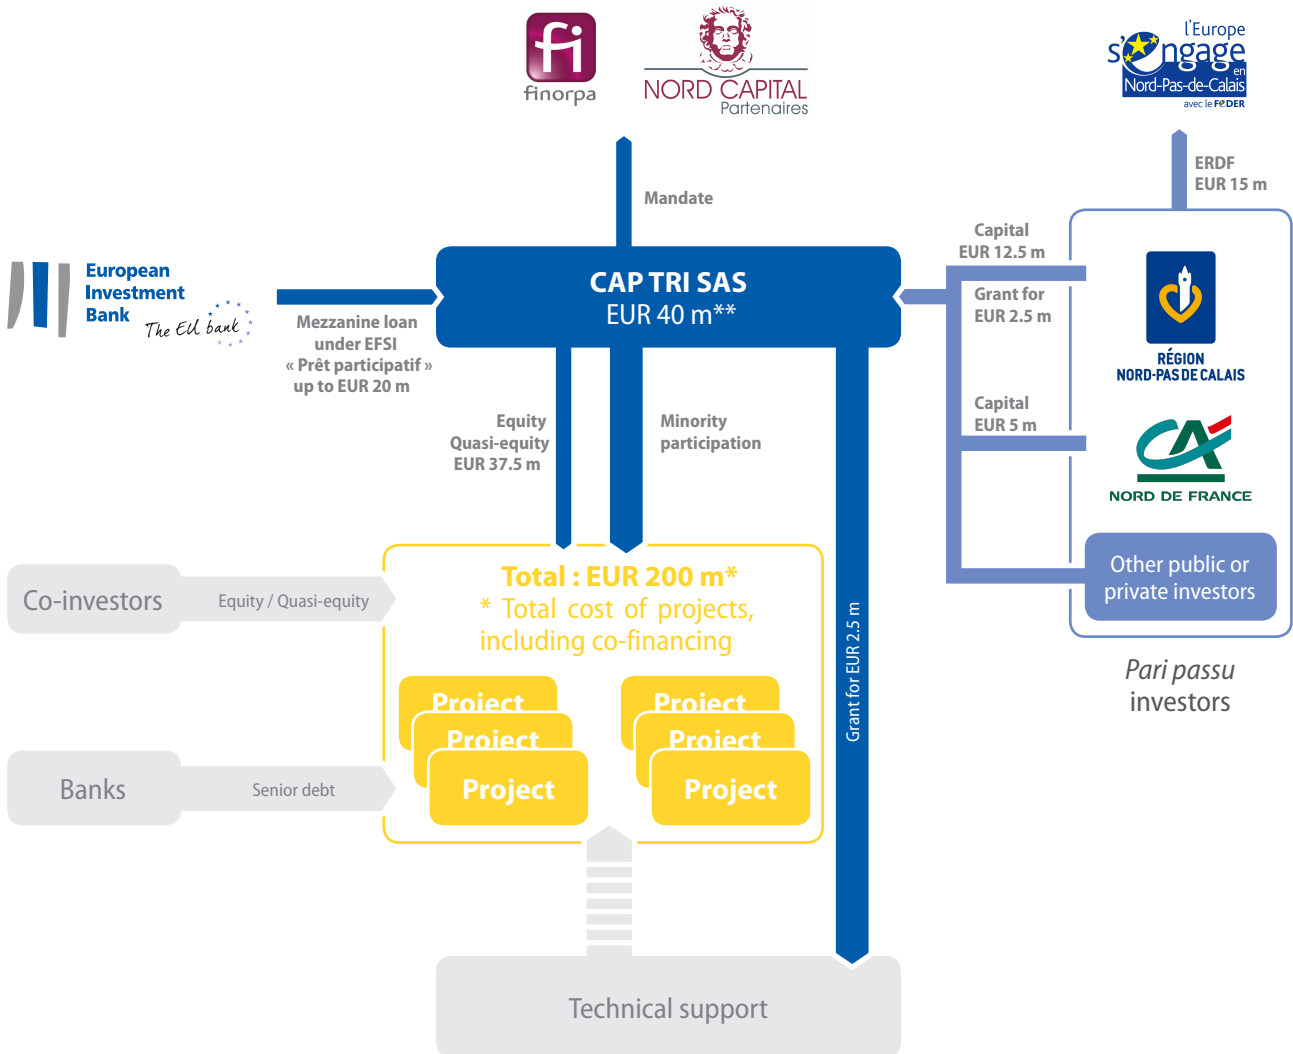 fi
finorpa
NORD CAPITAL
Partenaires
l'Europe
s'engage
en
Nord-Pas-de-Calais
avec le FEDER
ERDF
EUR 15 m
Mandate
Capital
EUR 12.5 m
Grant for
EUR 2.5 m
European
Investment
Bank
The EU bank
CAP TRI SAS
EUR 40 m**
Mezzanine loan
under EFSI
« Prêt participatif »
up to EUR 20 m
RÉGION
NORD-PAS DE CALAIS
Capital
EUR 5 m
CA
NORD DE FRANCE
Equity
Quasi-equity
EUR 37.5 m
Minority
participation
Other public or
private investors
Pari passu
investors
Co-investors
Equity / Quasi-equity
Total : EUR 200 m*
* Total cost of projects,
including co-financing
Project
Project
Project
Project
Project
Project
Banks
Senior debt
Grant for EUR 2.5 m
Technical support